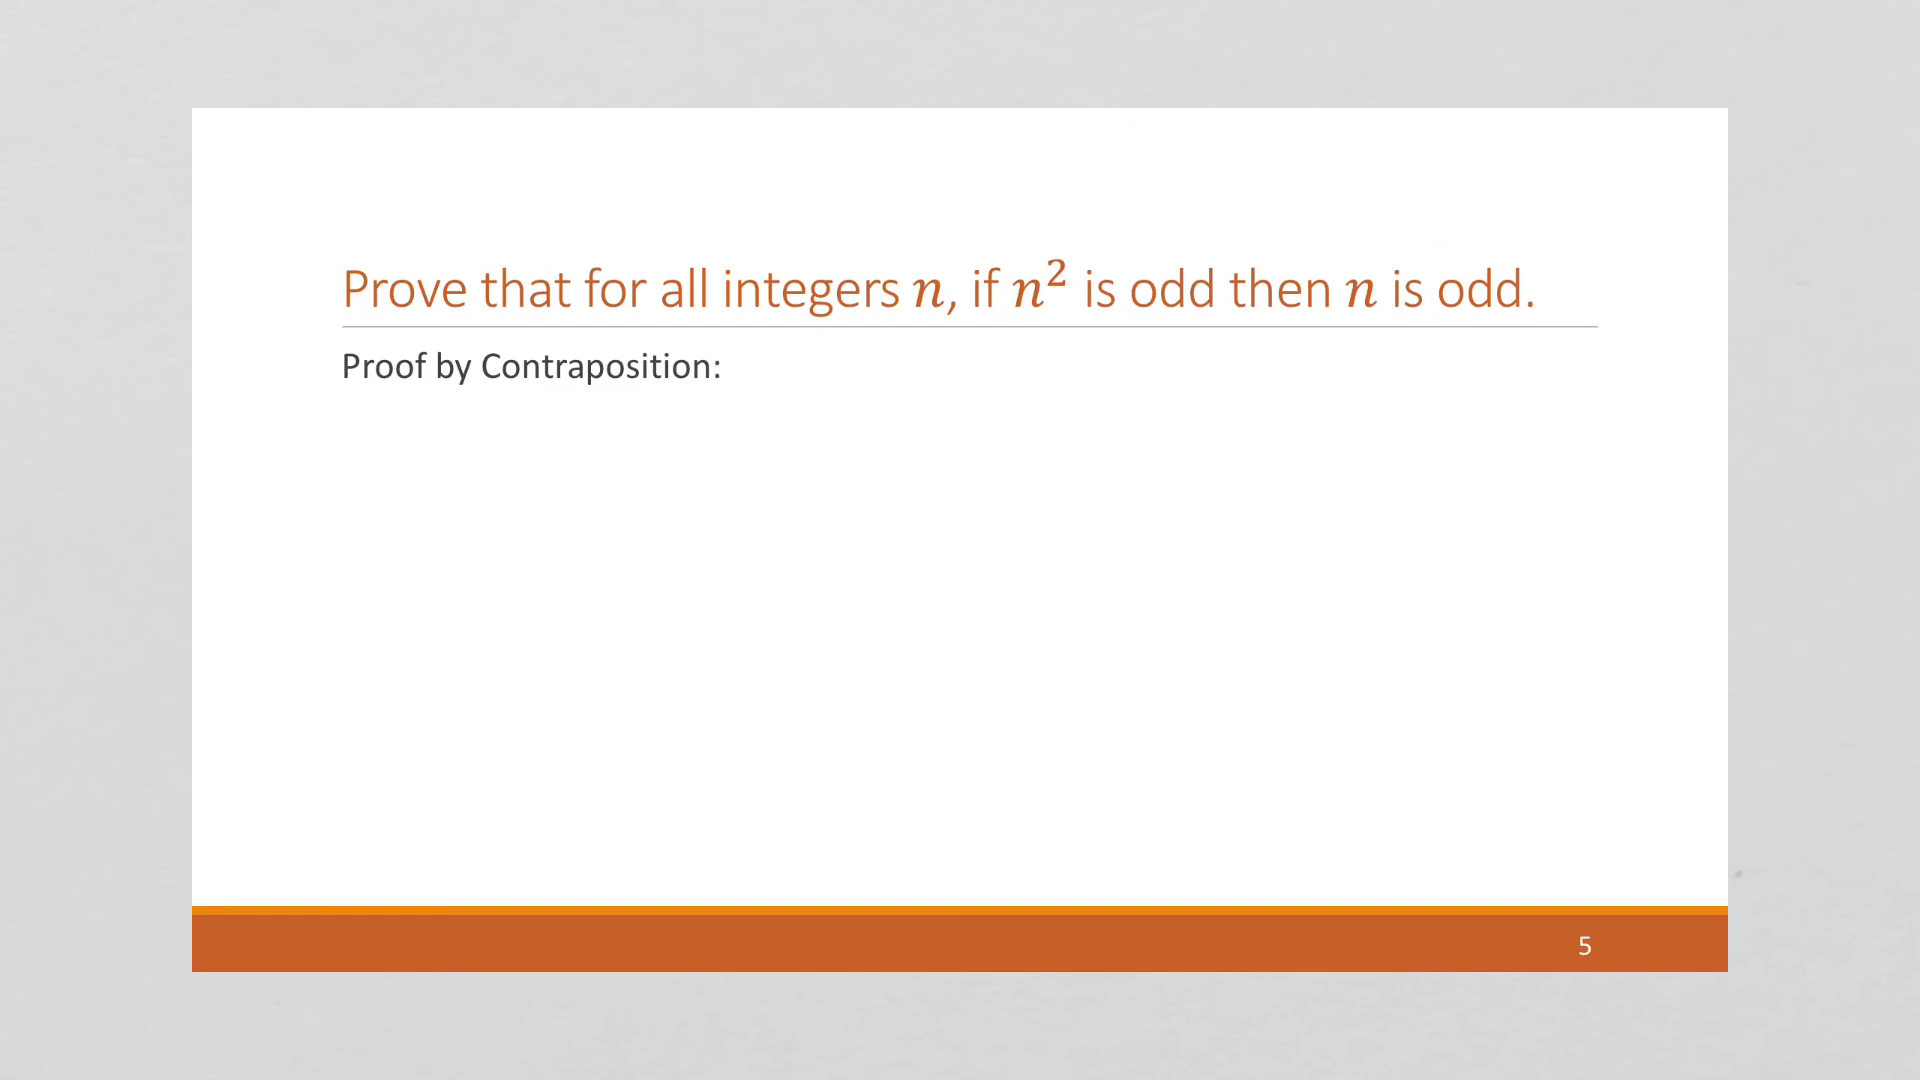 Prove that for all integers n, if n² is odd then n is odd.
Proof by Contraposition:
5